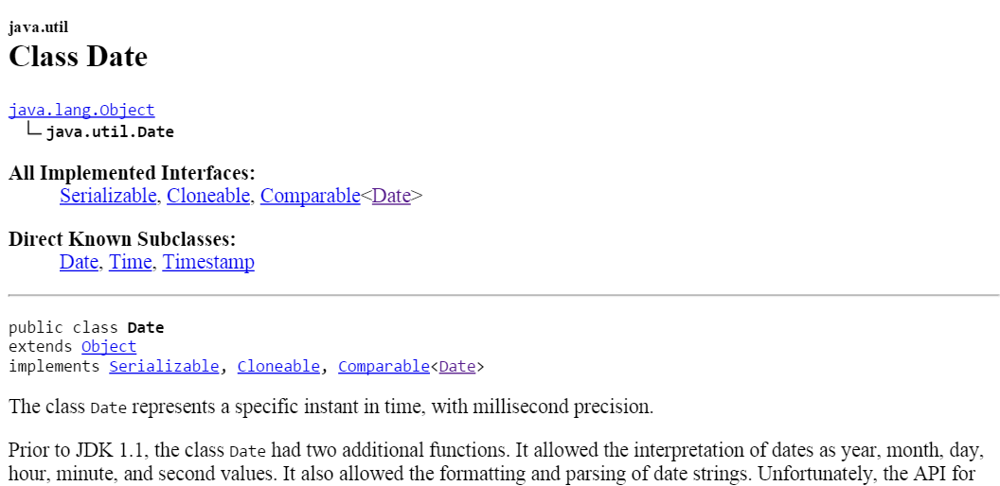 java.util
Class Date
java.lang.Object
java.util.Date
All Implemented Interfaces:
Serializable, Cloneable, Comparable<Date>
Direct Known Subclasses:
Date, Time, Timestamp
public class Date
extends Object
implements Serializable, Cloneable, Comparable<Date>
The class Date represents a specific instant in time, with millisecond precision.
Prior to JDK 1.1, the class Date had two additional functions. It allowed the interpretation of dates as year, month, day,
hour, minute, and second values. It also allowed the formatting and parsing of date strings. Unfortunately, the API for